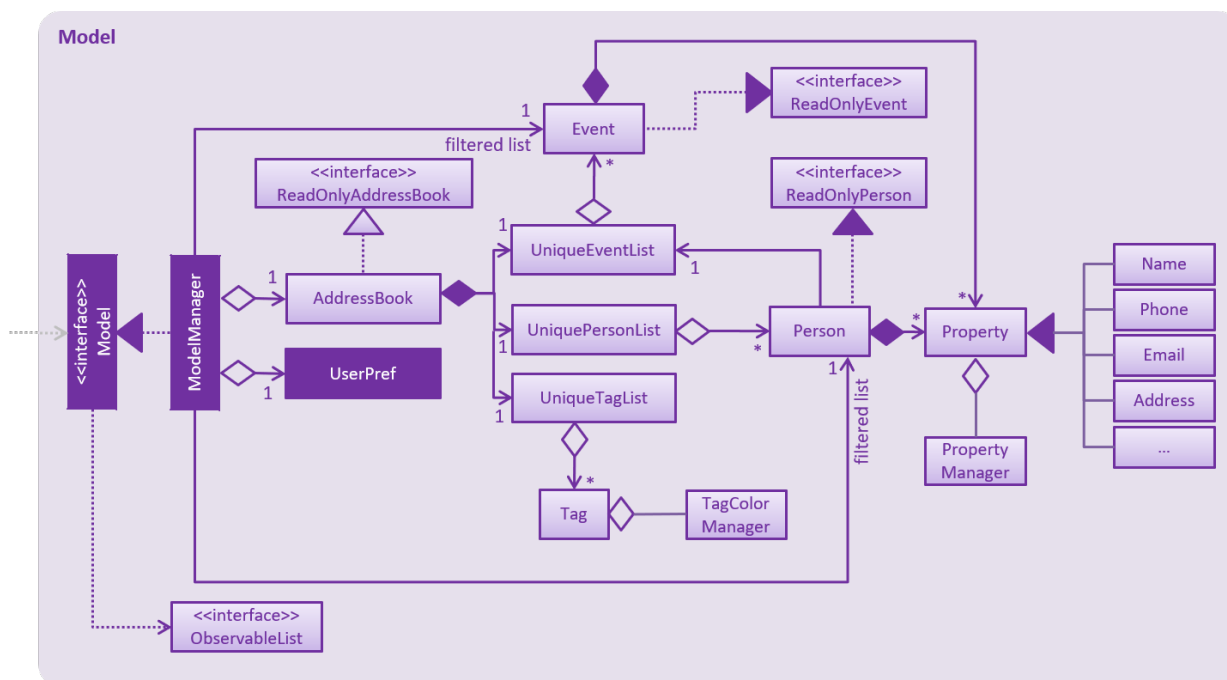 Model
<<interface>>
ReadOnlyEvent
1
Event
filtered list
*
<<interface>>
ReadOnlyAddressBook
<<interface>>
ReadOnlyPerson
1
UniqueEventList
1
<<interface>>
Model
ModelManager
1
AddressBook
*
Name
Phone
Email
Address
...
UniquePersonList
1
*
Person
1
*
Property
UserPref
1
UniqueTagList
1
filtered list
Property
Manager
*
Tag
TagColor
Manager
<<interface>>
ObservableList